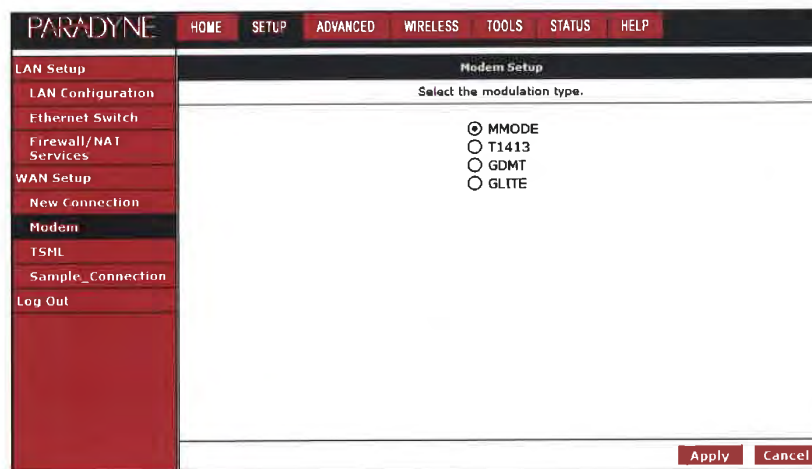 PARADYNE
HOME SETUP ADVANCED WIRELESS TOOLS STATUS HELP
LAN Setup
LAN Configuration
Ethernet Switch
Firewall/NAT
Services
WAN Setup
New Connection
Modem
TSML
Sample_Connection
Log Out
Modem Setup
Select the modulation type.
MMODE
T1413
GDMT
GLITE
Apply Cancel